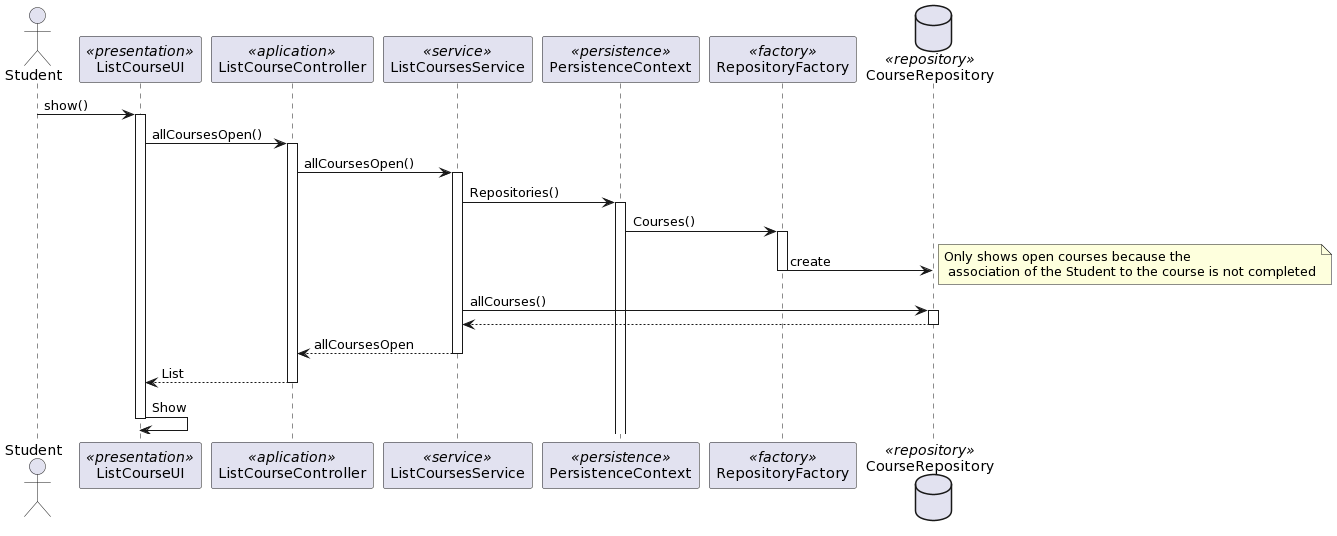 Student
«presentation»
ListCourseUI
«aplication»
ListCourseController
«service»
ListCoursesService
«persistence»
PersistenceContext
«factory»
RepositoryFactory
«repository»
CourseRepository
show()
allCoursesOpen()
allCoursesOpen()
Repositories()
Courses()
create
Only shows open courses because the
association of the Student to the course is not completed
allCourses()
allCoursesOpen
List
Show
Student
«presentation»
ListCourseUI
«aplication»
ListCourseController
«service»
ListCoursesService
«persistence»
PersistenceContext
«factory»
RepositoryFactory
«repository»
CourseRepository